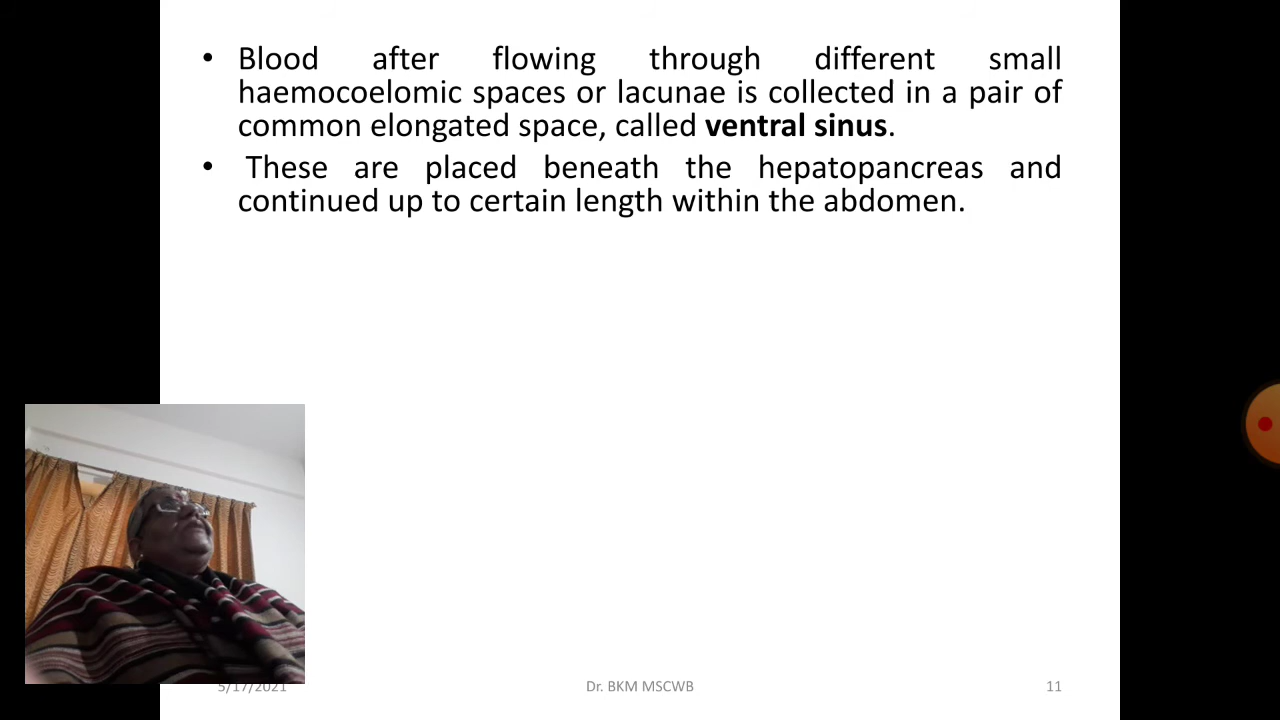 • Blood after flowing through different small
haemocoelomic spaces or lacunae is collected in a pair of
common elongated space, called ventral sinus.
• These are placed beneath the hepatopancreas and
continued up to certain length within the abdomen.
5/17/2021 Dr. BKM MSCWB 11